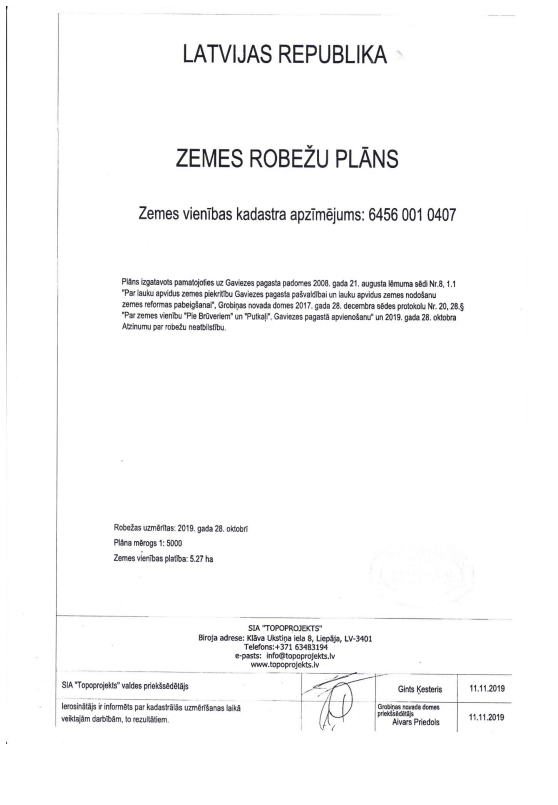 LATVIJAS REPUBLIKA
ZEMES ROBEŽU PLĀNS
Zemes vienības kadastra apzīmējums: 6456 001 0407
Plāns izgatavots pamatojoties uz Gaviezes pagasta padomes 2008. gada 21. augusta lēmuma sēdi Nr.8, 1.1
"Par lauku apvidus zemes piekritību Gaviezes pagasta pašvaldībai un lauku apvidus zemes nodošanu
zemes reformas pabeigšanai", Grobiņas novada domes 2017. gada 28. decembra sēdes protokolu Nr. 20, 28.§
"Par zemes vienību "Pie Brūveriem" un "Putkaļi", Gaviezes pagastā apvienošanu" un 2019. gada 28. oktobra
Atzinumu par robežu neatbilstību.
Robežas uzmērītas: 2019. gada 28. oktobrī
Plāna mērogs 1: 5000
Zemes vienības platība: 5.27 ha
SIA "TOPOPROJEKTS"
Biroja adrese: Klāva Ukstiņa iela 8, Liepāja, LV-3401
Telefons:+371 63483194
e-pasts: info@topoprojekts.lv
www.topoprojekts.lv
SIA "Topoprojekts" valdes priekšsēdētājs
Gints Ķesteris
11.11.2019
Ierosinātājs ir informēts par kadastrālās uzmērīšanas laikā
veiktajām darbībām, to rezultātiem.
Grobiņas novada domes
priekšsēdētājs
Aivars Priedols
11.11.2019